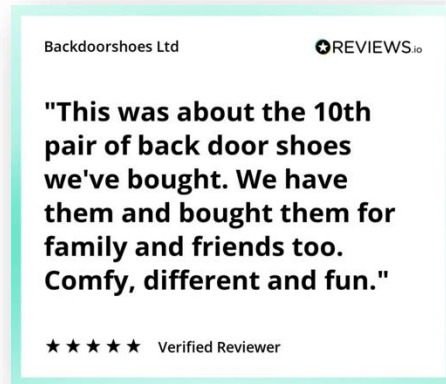 Backdoorshoes Ltd
REVIEWS.io
"This was about the 10th
pair of back door shoes
we've bought. We have
them and bought them for
family and friends too.
Comfy, different and fun."
Verified Reviewer